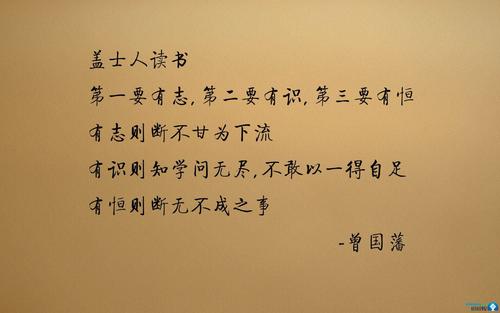 盖士人读书
第一要有志,第二要有识,第三要有恒
有志则断不甘为下流
有识则知学问无尽,不敢以一得自足
有恒则断无不成之事
-曾国藩